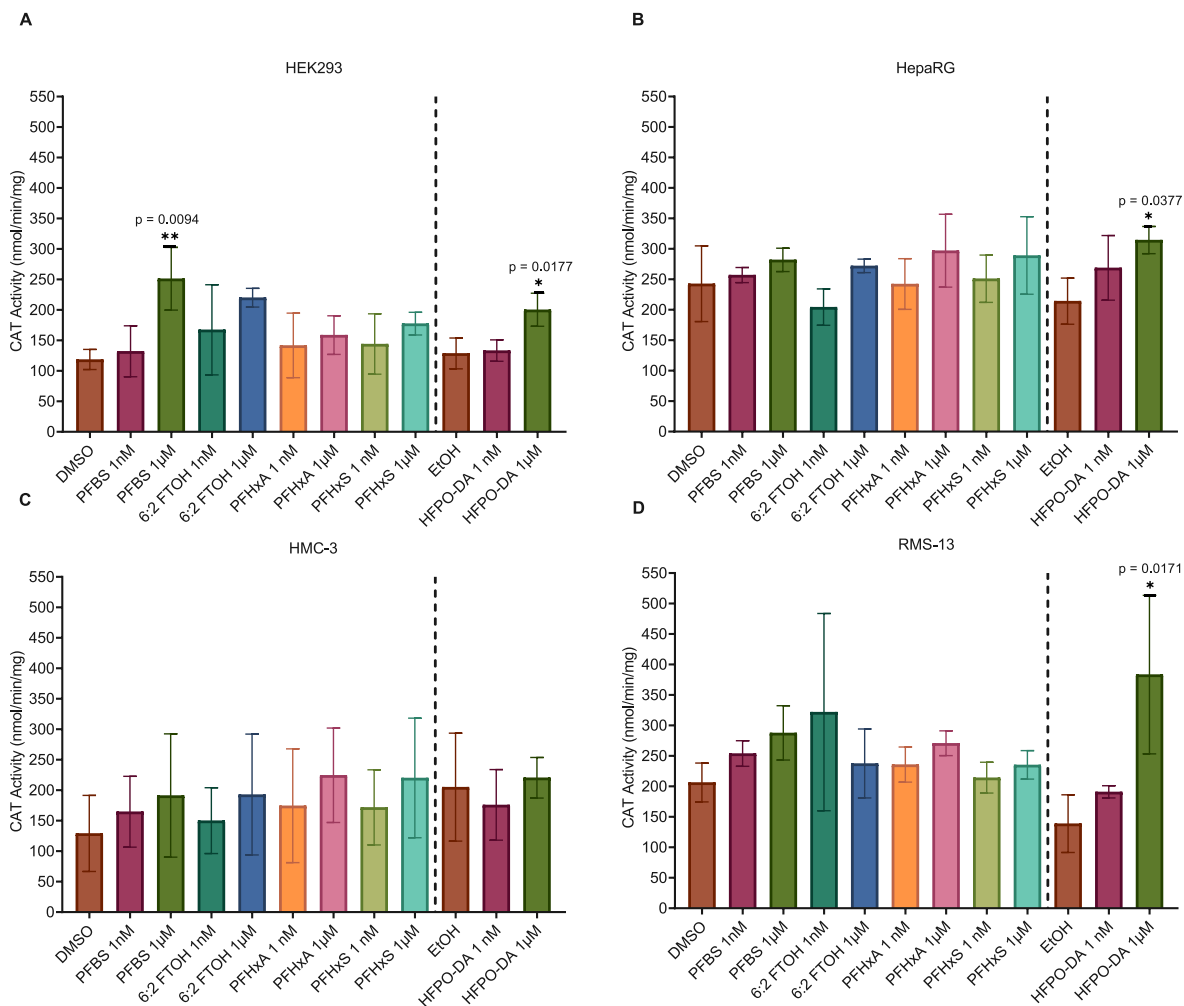 A
HEK293
CAT Activity (nmol/min/mg)
550
500
450
400
350
300
250
200
150
100
50
0
p = 0.0094
**
p = 0.0177
*
DMSO
PFBS 1nM
PFBS 1µM
6:2 FTOH 1nM
6:2 FTOH 1µM
PFHxA 1 nM
PFHxA 1µM
PFHxS 1 nM
PFHxS 1µM
EtOH
HFPO-DA 1 nM
HFPO-DA 1µM
B
HepaRG
CAT Activity (nmol/min/mg)
550
500
450
400
350
300
250
200
150
100
50
0
p = 0.0377
*
DMSO
PFBS 1nM
PFBS 1µM
6:2 FTOH 1nM
6:2 FTOH 1µM
PFHxA 1 nM
PFHxA 1µM
PFHxS 1 nM
PFHxS 1µM
EtOH
HFPO-DA 1 nM
HFPO-DA 1µM
C
HMC-3
CAT Activity (nmol/min/mg)
550
500
450
400
350
300
250
200
150
100
50
0
DMSO
PFBS 1nM
PFBS 1µM
6:2 FTOH 1nM
6:2 FTOH 1µM
PFHxA 1 nM
PFHxA 1µM
PFHxS 1 nM
PFHxS 1µM
EtOH
HFPO-DA 1 nM
HFPO-DA 1µM
D
RMS-13
CAT Activity (nmol/min/mg)
550
500
450
400
350
300
250
200
150
100
50
0
p = 0.0171
*
DMSO
PFBS 1nM
PFBS 1µM
6:2 FTOH 1nM
6:2 FTOH 1µM
PFHxA 1 nM
PFHxA 1µM
PFHxS 1 nM
PFHxS 1µM
EtOH
HFPO-DA 1 nM
HFPO-DA 1µM